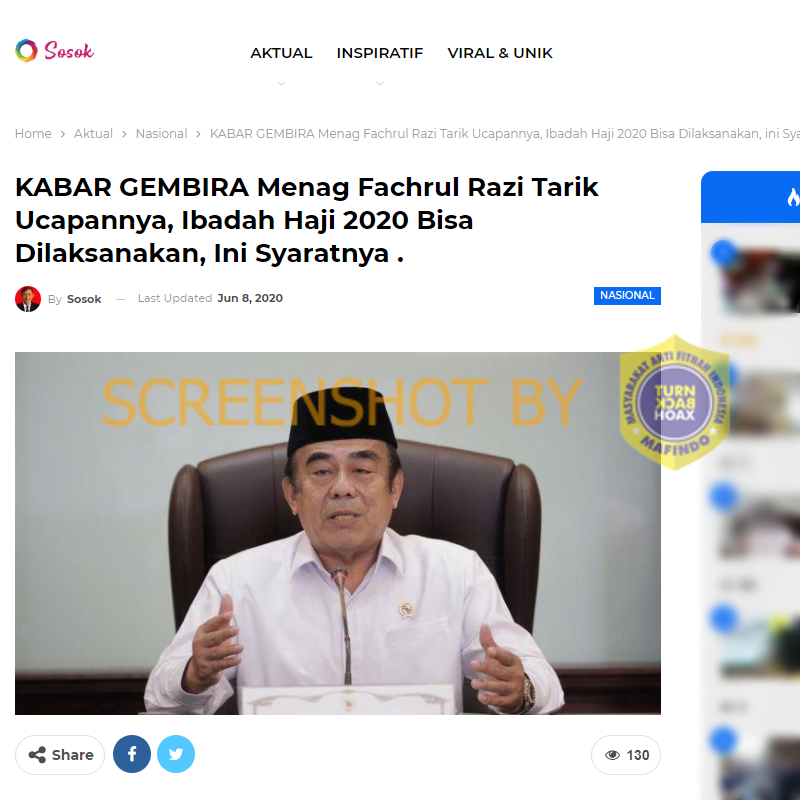 Sosok
AKTUAL INSPIRATIF VIRAL & UNIK
Home > Aktual > Nasional > KABAR GEMBIRA Menag Fachrul Razi Tarik Ucapannya, Ibadah Haji 2020 Bisa Dilaksanakan, ini Sya
KABAR GEMBIRA Menag Fachrul Razi Tarik
Ucapannya, Ibadah Haji 2020 Bisa
Dilaksanakan, Ini Syaratnya .
By Sosok — Last Updated Jun 8, 2020
NASIONAL
SCREENSHOT BY
MASYARAKAT ANTI FITNAH INDONESIA
TURN
BACK
HOAX
MAFINDO
Share
130